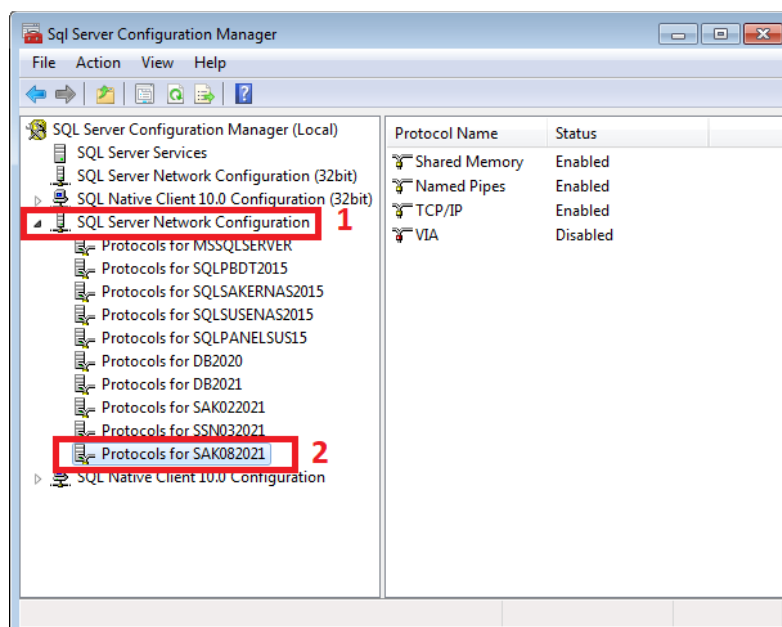 Sql Server Configuration Manager
File Action View Help
SQL Server Configuration Manager (Local)
SQL Server Services
SQL Server Network Configuration (32bit)
SQL Native Client 10.0 Configuration (32bit)
SQL Server Network Configuration 1
Protocols for MSSQLSERVER
Protocols for SQLPBDT2015
Protocols for SQLSAKERNAS2015
Protocols for SQLSUSENAS2015
Protocols for SQLPANELSUS15
Protocols for DB2020
Protocols for DB2021
Protocols for SAK022021
Protocols for SSN032021
Protocols for SAK082021 2
SQL Native Client 10.0 Configuration
Protocol Name Status
Shared Memory Enabled
Named Pipes Enabled
TCP/IP Enabled
VIA Disabled